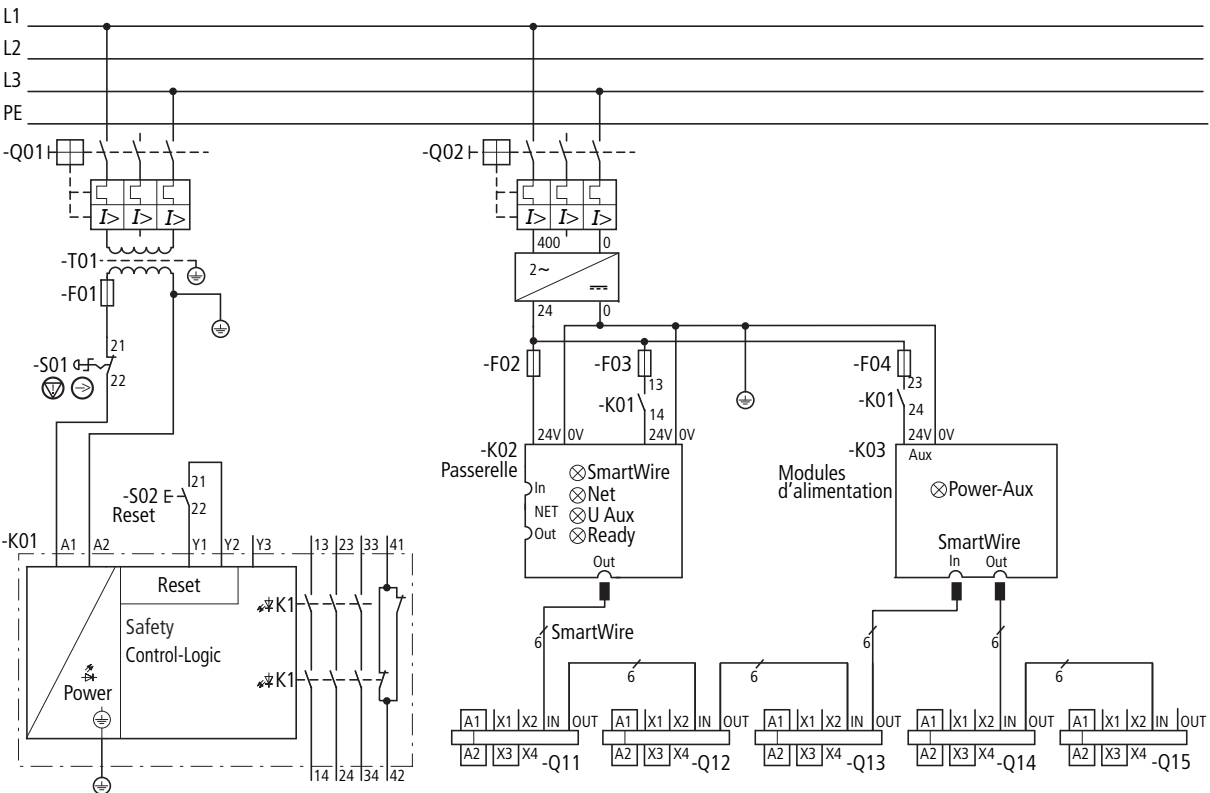 L1
L2
L3
PE
-Q01
-Q02
I> I> I>
I> I> I>
400 0
-T01
2~
-F01
24 0
21
-S01
22
-F02
-F03
-F04
13
23
-K01
14
-K01
24
24V 0V
24V 0V
24V 0V
-K02
Passerelle
SmartWire
In
Net
NET
U Aux
Out
Ready
Out
-K03
Aux
Modules
d'alimentation
Power-Aux
SmartWire
In Out
21
-S02 E
22
Reset
-K01
A1 A2 Y1 Y2 Y3 13 23 33 41
Reset
K1
Safety
Control-Logic
K1
Power
14 24 34 42
SmartWire
6
6
6
6
6
6
A1 X1 X2 IN OUT
A2 X3 X4 -Q11
A1 X1 X2 IN OUT
A2 X3 X4 -Q12
A1 X1 X2 IN OUT
A2 X3 X4 -Q13
A1 X1 X2 IN OUT
A2 X3 X4 -Q14
A1 X1 X2 IN OUT
A2 X3 X4 -Q15